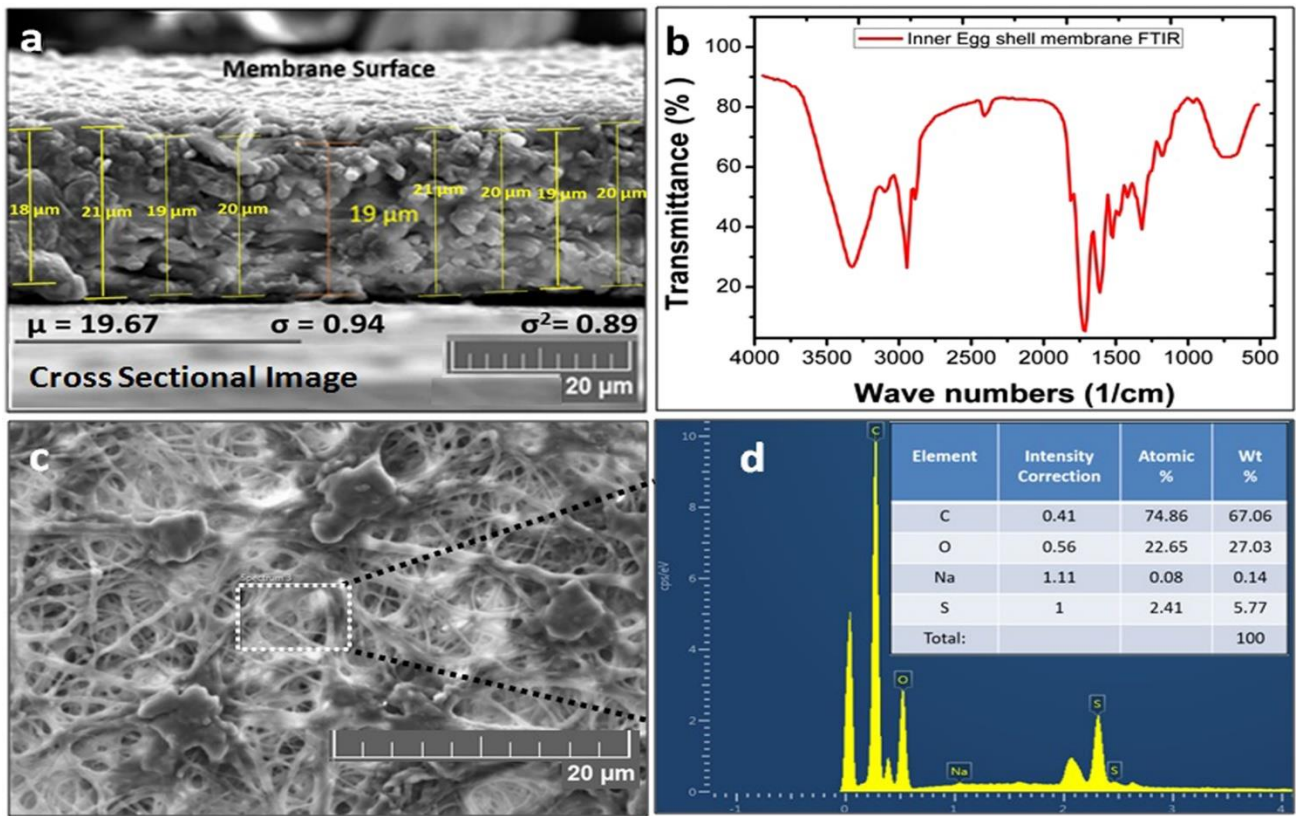 a
Membrane Surface
18 µm
21 µm
19 µm
20 µm
19 µm
21 µm
20 µm
19 µm
20 µm
µ = 19.67 σ = 0.94 σ²= 0.89
Cross Sectional Image
20 µm
b
Inner Egg shell membrane FTIR
Transmittance (% )
100
80
60
40
20
4000 3500 3000 2500 2000 1500 1000 500
Wave numbers (1/cm)
c
Spectrum 3
20 µm
d
cps/eV
10
8
6
4
2
0
-1 0 1 2 3 4
C
O
Na
S
S
Element Intensity Correction Atomic % Wt %
C 0.41 74.86 67.06
O 0.56 22.65 27.03
Na 1.11 0.08 0.14
S 1 2.41 5.77
Total: 100